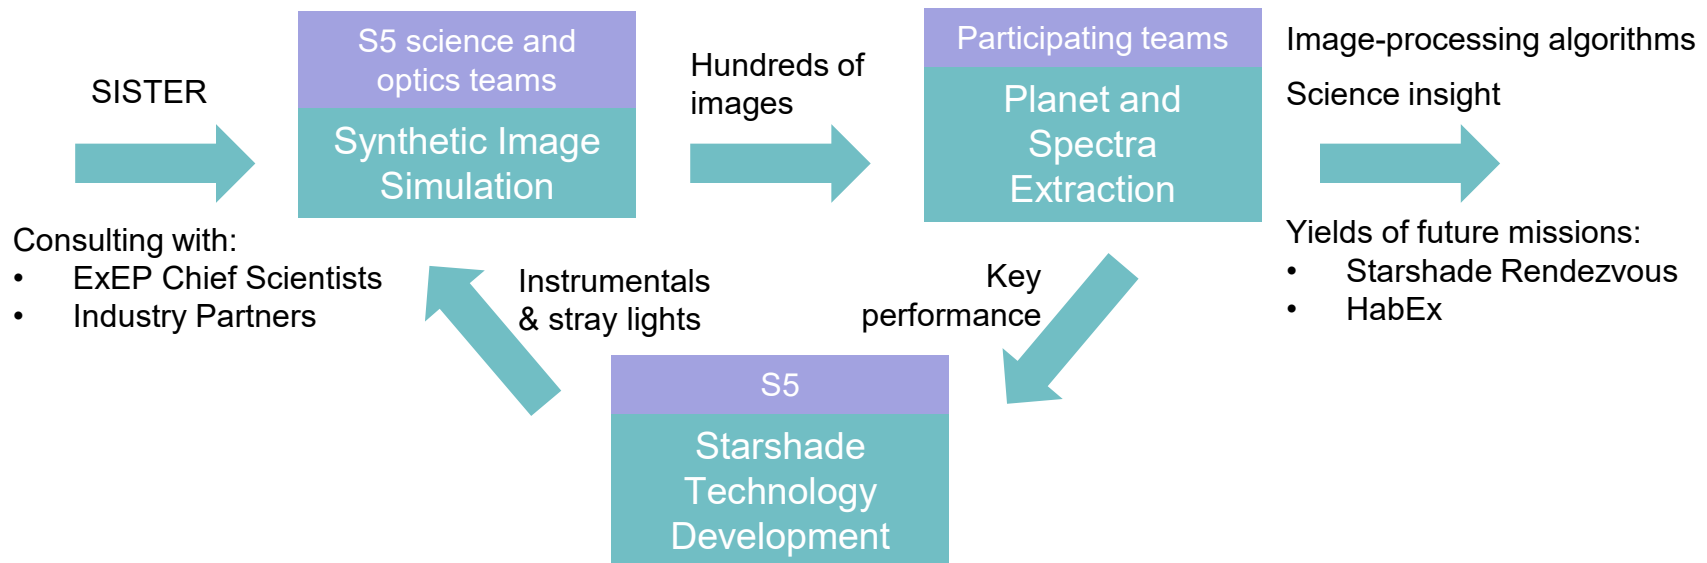 SISTER
Consulting with:
• ExEP Chief Scientists
• Industry Partners
S5 science and
optics teams
Synthetic Image
Simulation
Hundreds of
images
Participating teams
Planet and
Spectra
Extraction
Image-processing algorithms
Science insight
Yields of future missions:
• Starshade Rendezvous
• HabEx
Instrumentals
& stray lights
Key
performance
S5
Starshade
Technology
Development